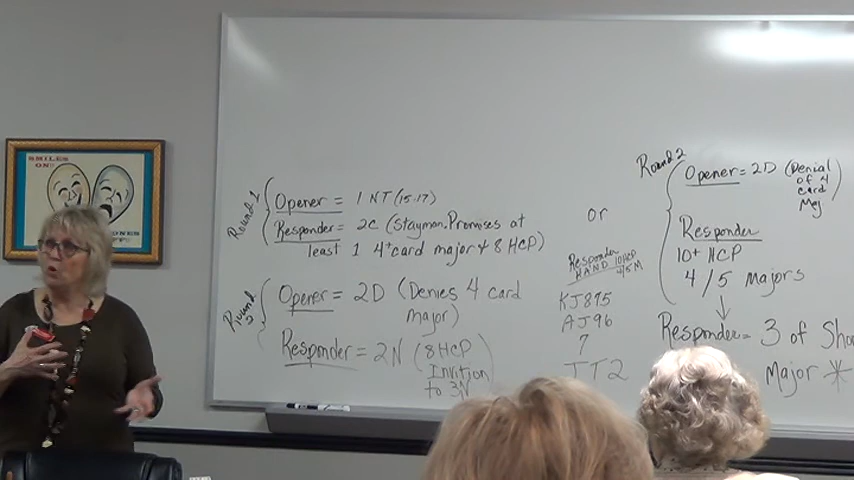 SMILES
ON!!
Round 1
Opener = 1 NT (15-17)
Responder = 2C (Stayman. Promises at
least 1 4+card major & 8 HCP)
Round 2
Opener = 2D (Denies 4 card
major)
Responder = 2N (8 HCP
Invition
to 3N
or
Responder
HAND 10HCP
4/5 M
KJ875
AJ96
7
JT2
Round 2
Opener = 2D (Denial
of 4
card
Maj)
Responder
10+ HCP
4/5 Majors
Responder = 3 of Sho
Major *